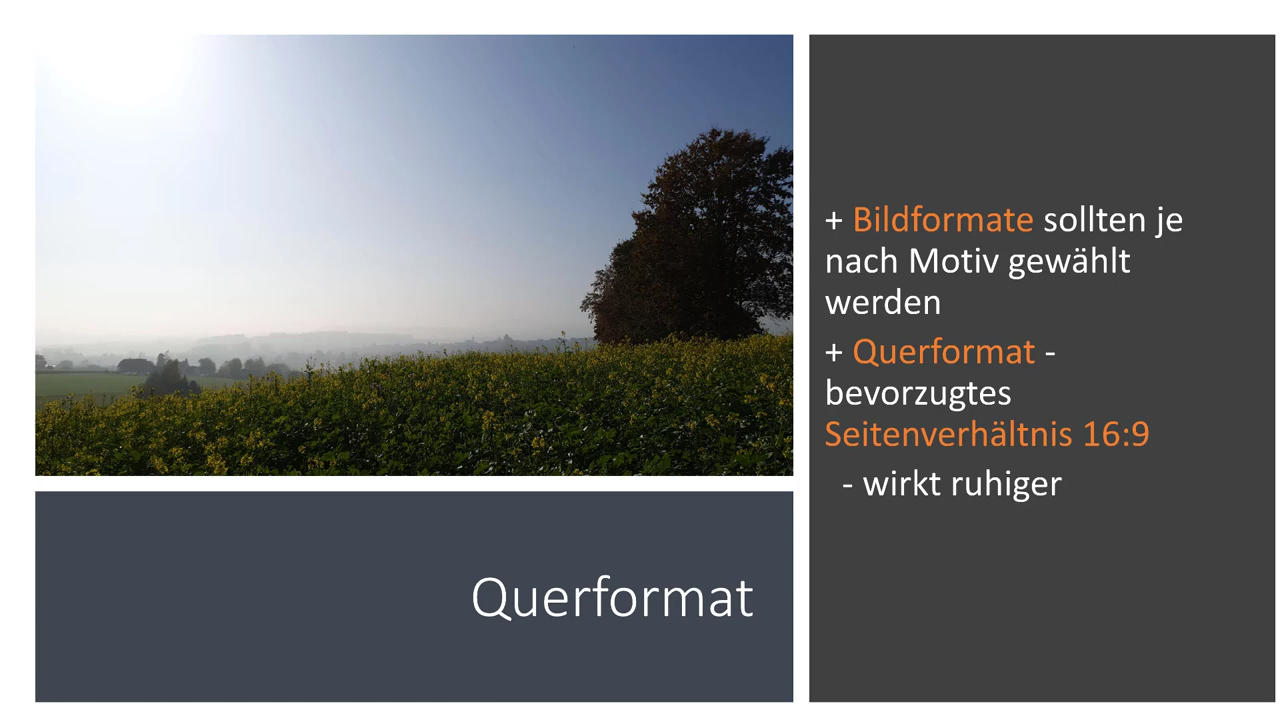 + Bildformate sollten je
nach Motiv gewählt
werden
+ Querformat -
bevorzugtes
Seitenverhältnis 16:9
- wirkt ruhiger
Querformat